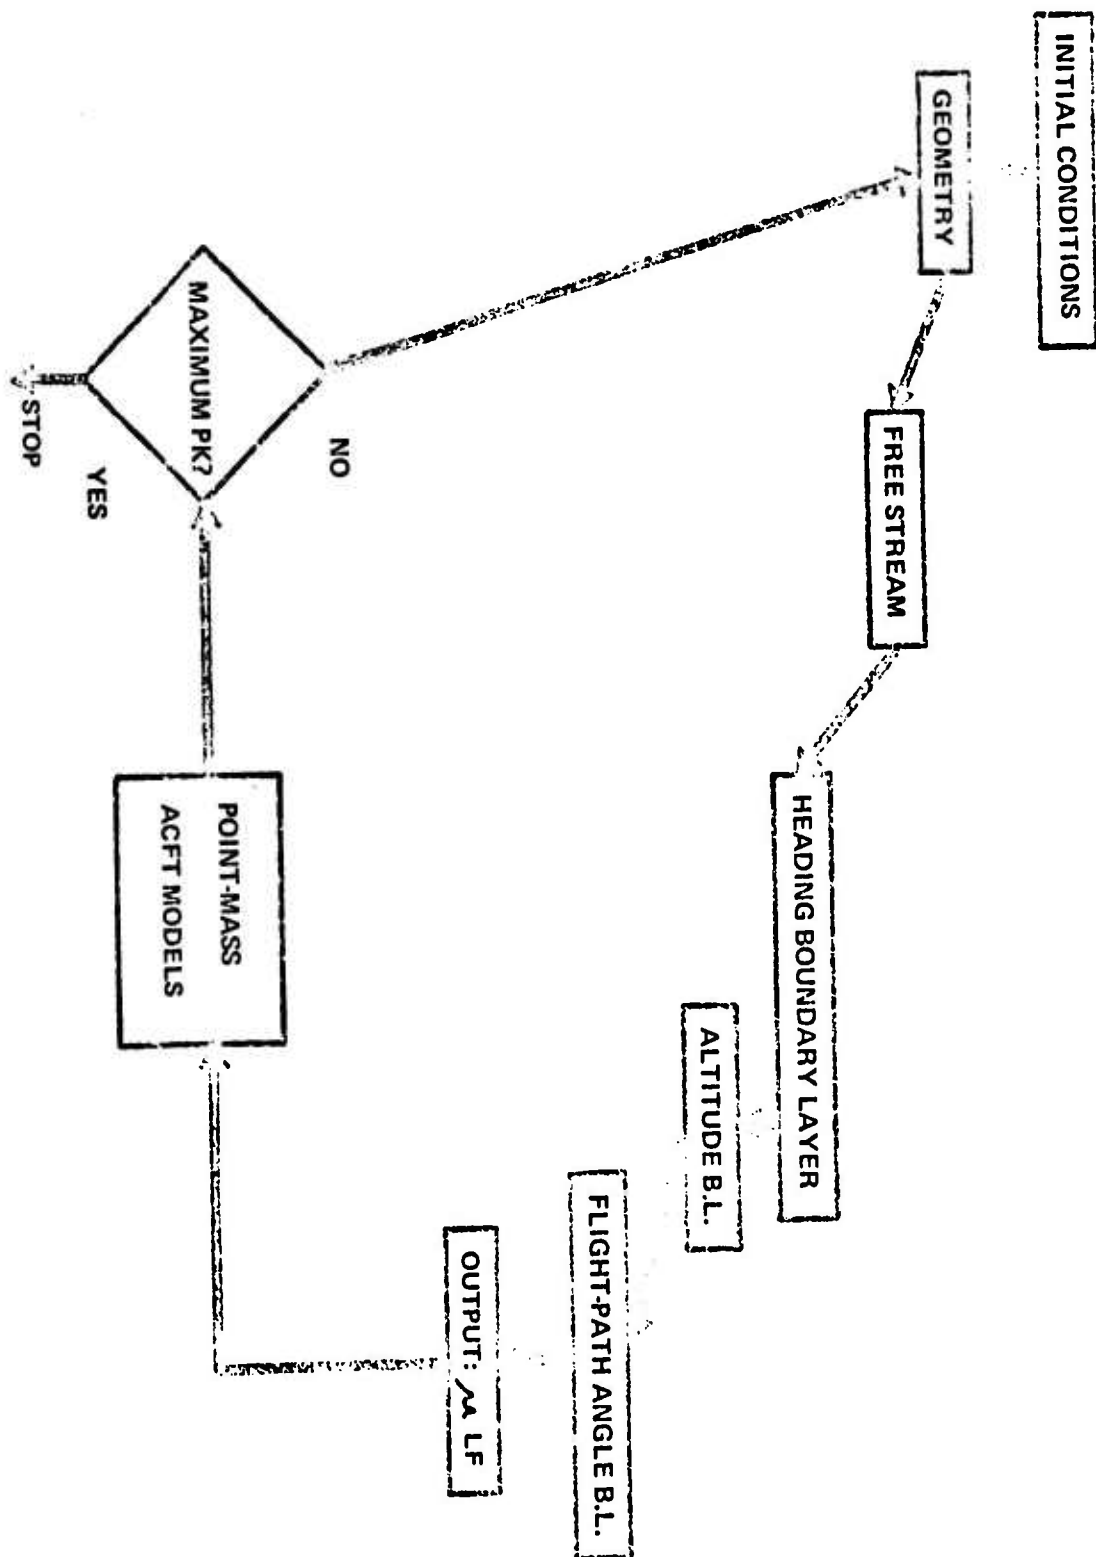 INITIAL CONDITIONS
GEOMETRY
FREE STREAM
HEADING BOUNDARY LAYER
ALTITUDE B.L.
FLIGHT-PATH ANGLE B.L.
OUTPUT: μ LF
POINT-MASS
ACFT MODELS
MAXIMUM PK?
NO
YES
STOP